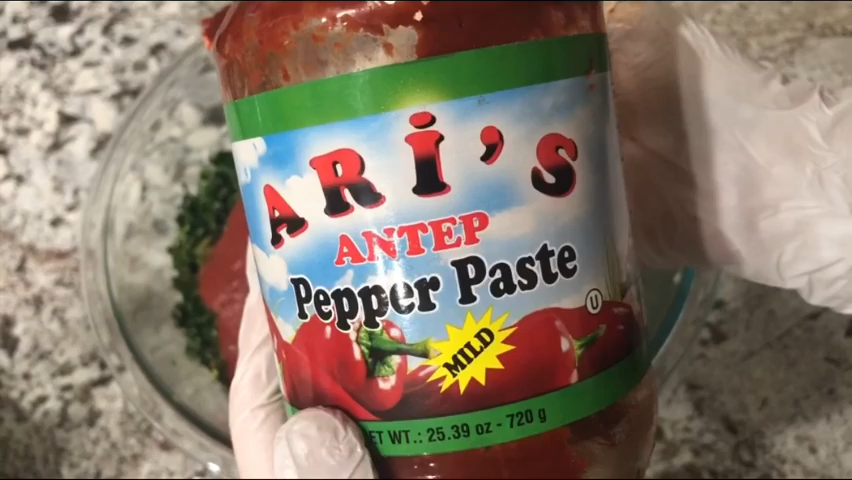 ARİ'S
ANTEP
Pepper Paste
U
MILD
ET WT.: 25.39 oz - 720 g